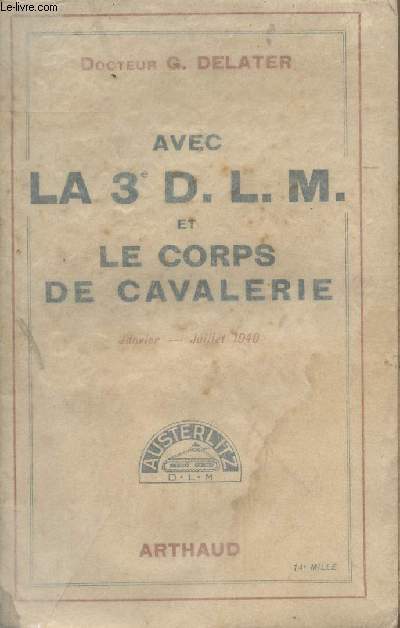 © Le-livre.com
DOCTEUR G. DELATER
AVEC
LA 3e D. L. M.
ET
LE CORPS
DE CAVALERIE
Janvier — Juillet 1940
AUSTERLITZ
D·L·M
ARTHAUD
14e MILLE